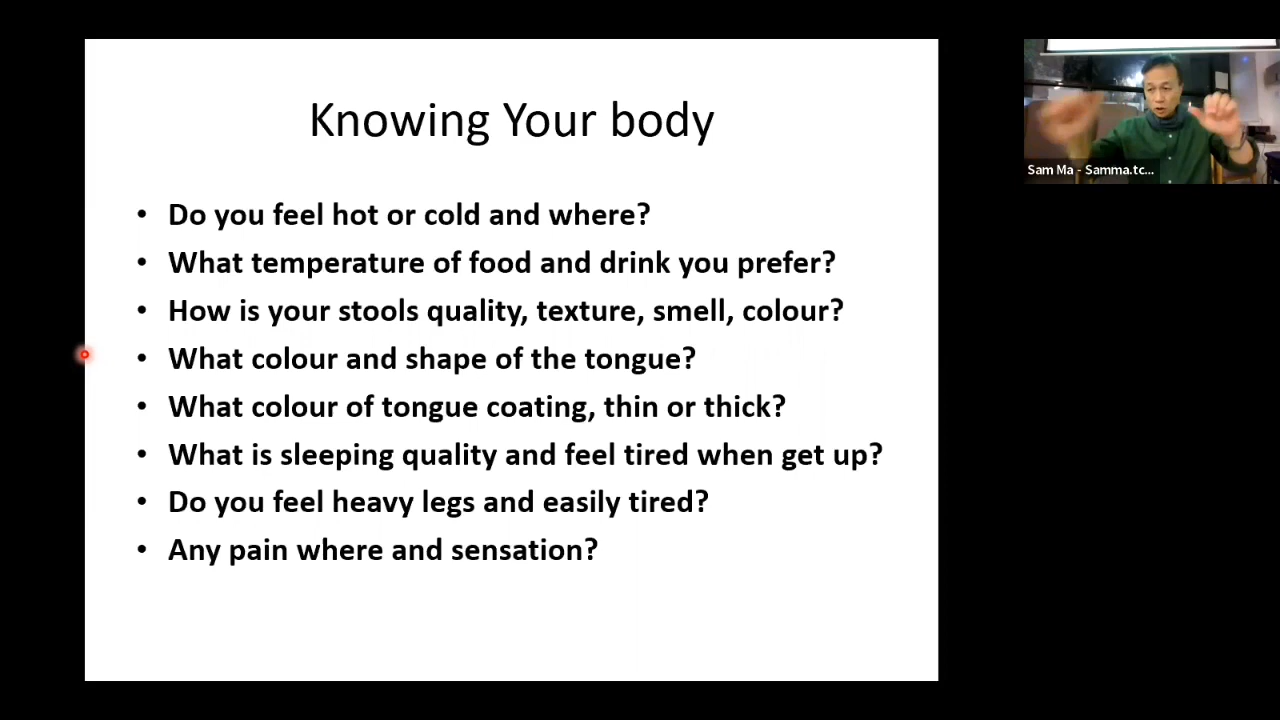 Knowing Your body
• Do you feel hot or cold and where?
• What temperature of food and drink you prefer?
• How is your stools quality, texture, smell, colour?
• What colour and shape of the tongue?
• What colour of tongue coating, thin or thick?
• What is sleeping quality and feel tired when get up?
• Do you feel heavy legs and easily tired?
• Any pain where and sensation?
Sam Ma - Samma.tc...